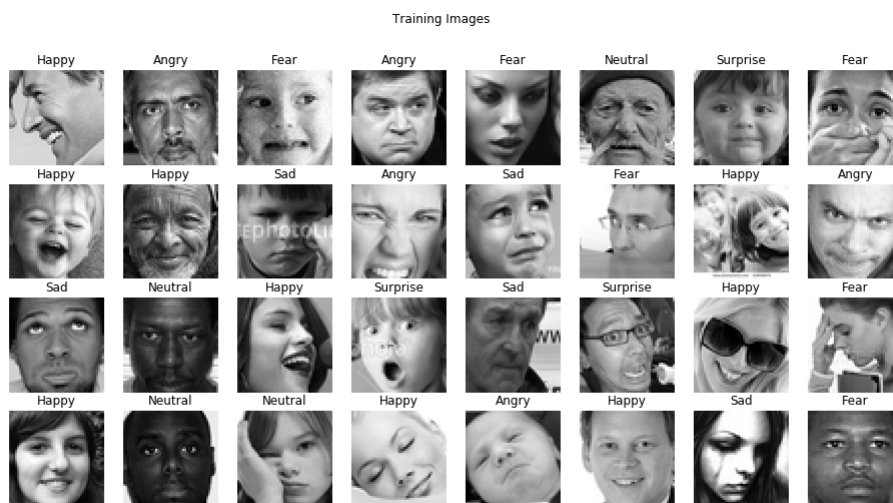 Training Images
Happy Angry Fear Angry Fear Neutral Surprise Fear
Happy Happy Sad Angry Sad Fear Happy Angry
Sad Neutral Happy Surprise Sad Surprise Happy Fear
Happy Neutral Neutral Happy Angry Happy Sad Fear